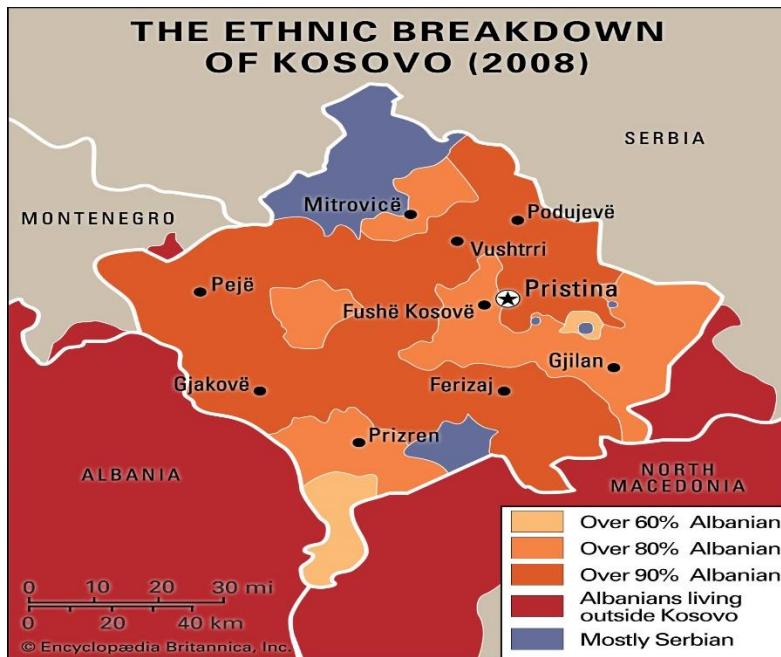 THE ETHNIC BREAKDOWN
OF KOSOVO (2008)
SERBIA
MONTENEGRO
Mitrovicë
Podujevë
Vushtrri
Pejë
Pristina
Fushë Kosovë
Gjilan
Gjakovë
Ferizaj
Prizren
ALBANIA
NORTH
MACEDONIA
Over 60% Albanian
Over 80% Albanian
Over 90% Albanian
Albanians living
outside Kosovo
Mostly Serbian
0 10 20 30 mi
0 20 40 km
© Encyclopædia Britannica, Inc.